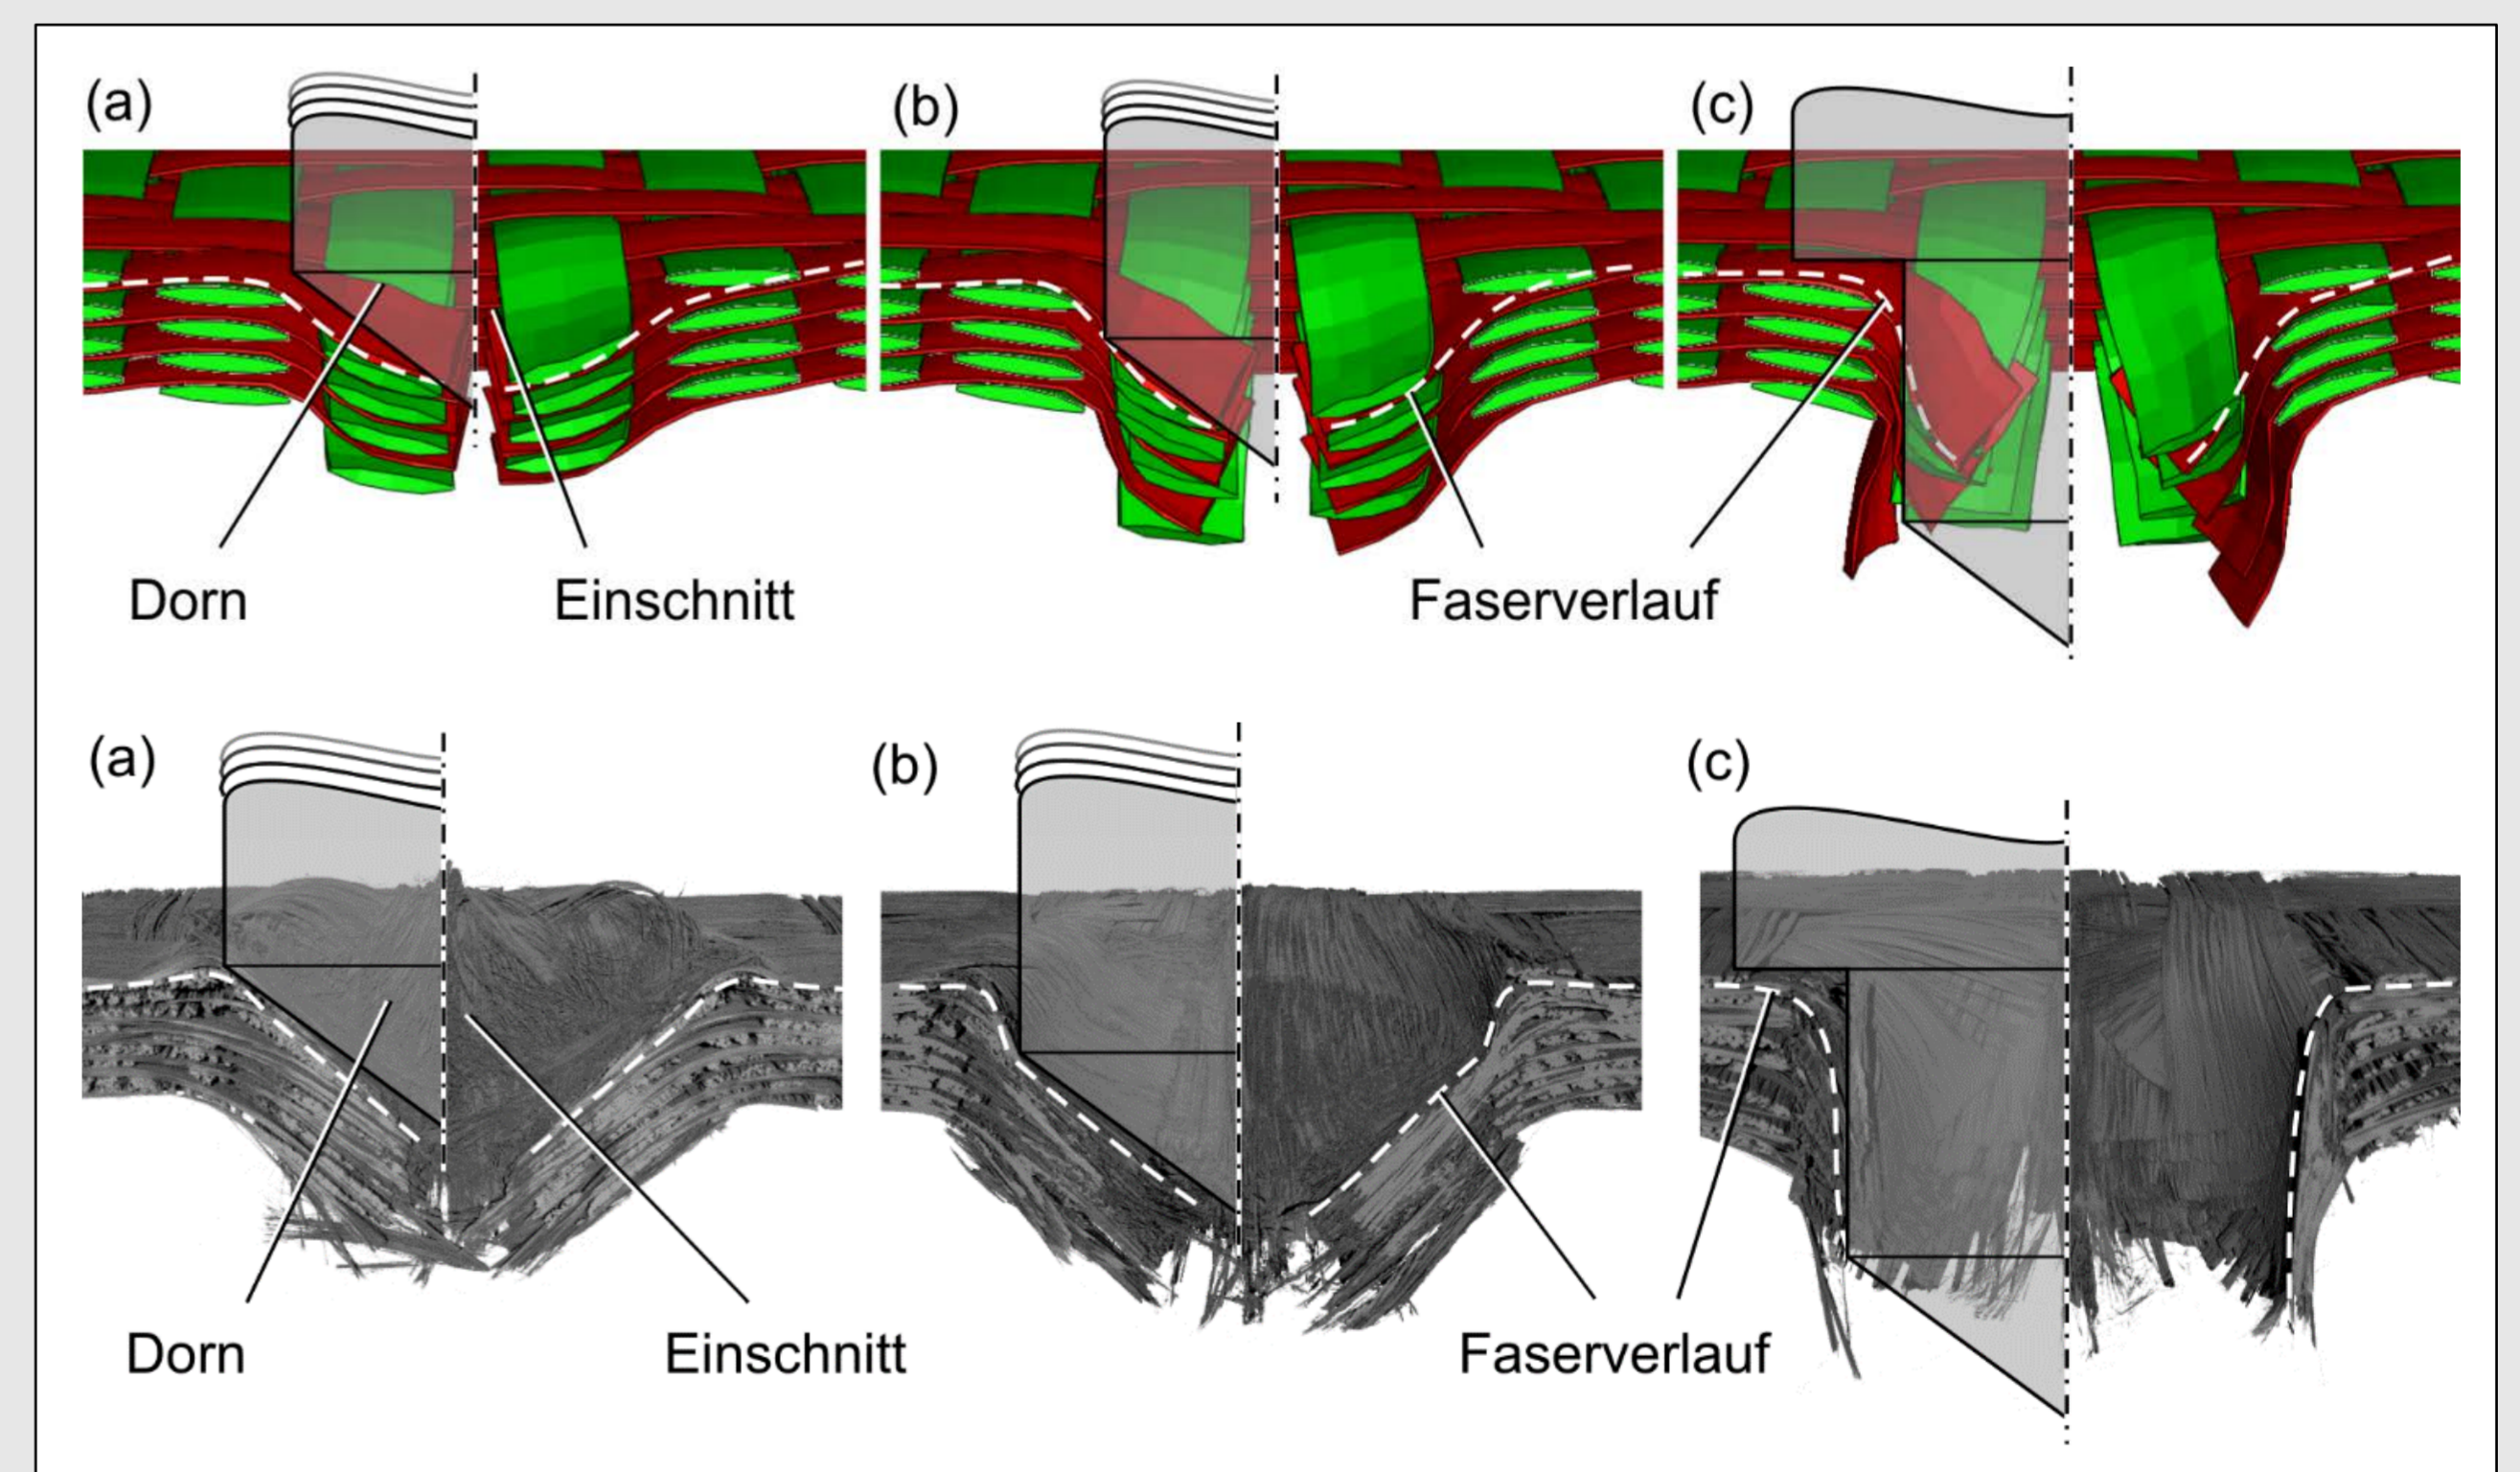 (a)
(b)
(c)
Dorn
Einschnitt
Faserverlauf
(a)
(b)
(c)
Dorn
Einschnitt
Faserverlauf